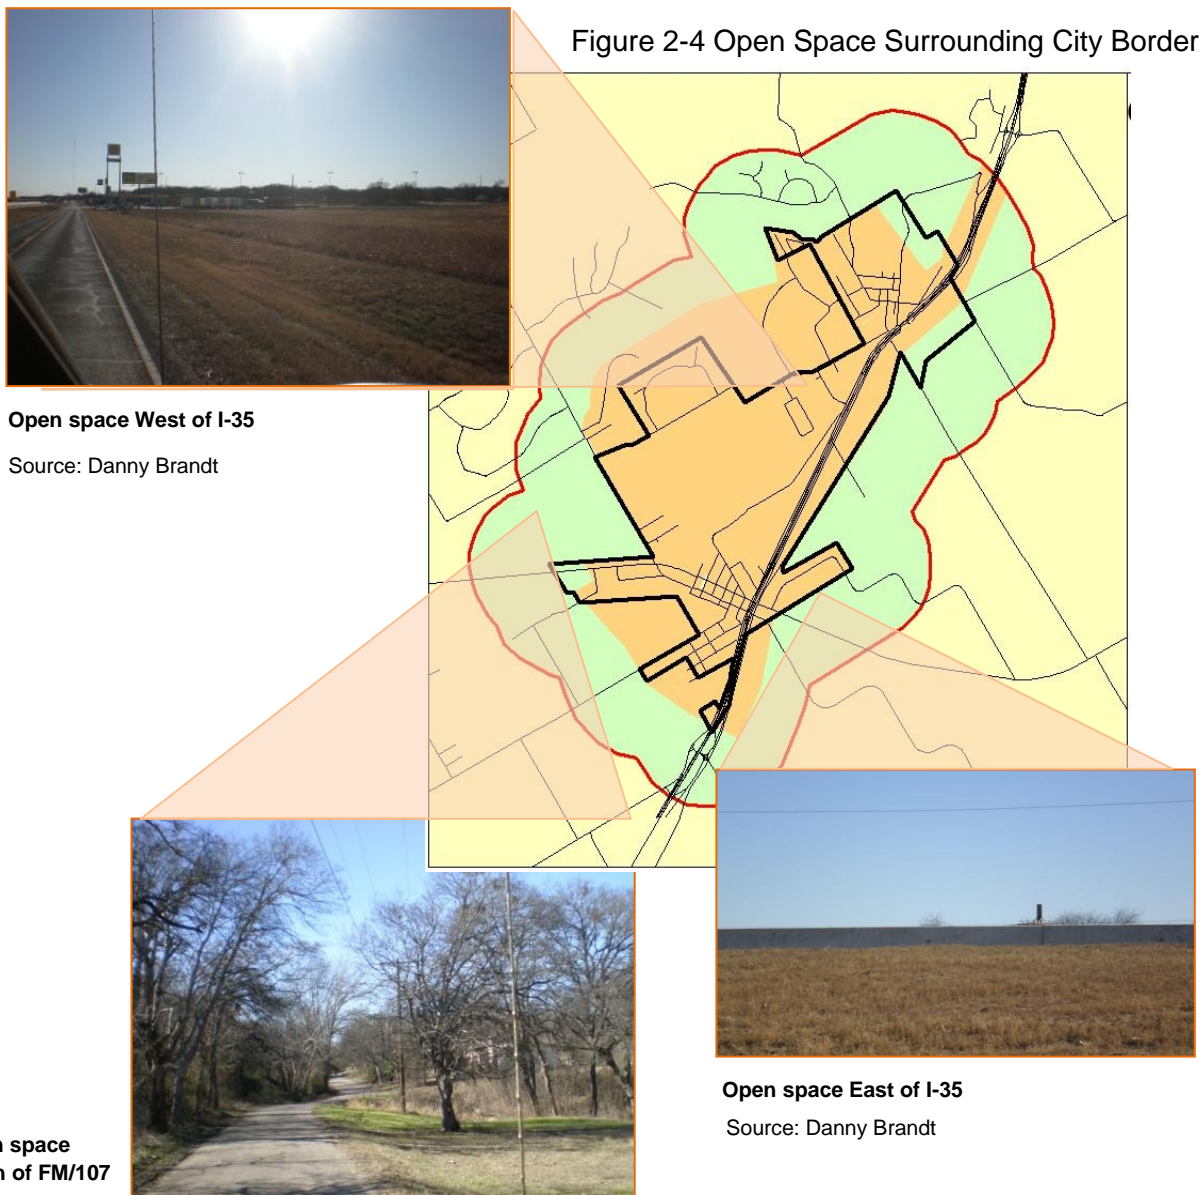 Figure 2-4 Open Space Surrounding City Border
Open space West of I-35
Source: Danny Brandt
Open space East of I-35
Source: Danny Brandt
space
of FM/107